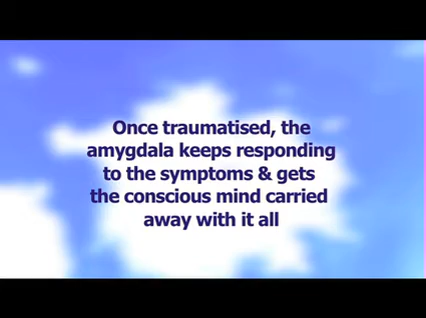 Once traumatised, the
amygdala keeps responding
to the symptoms & gets
the conscious mind carried
away with it all